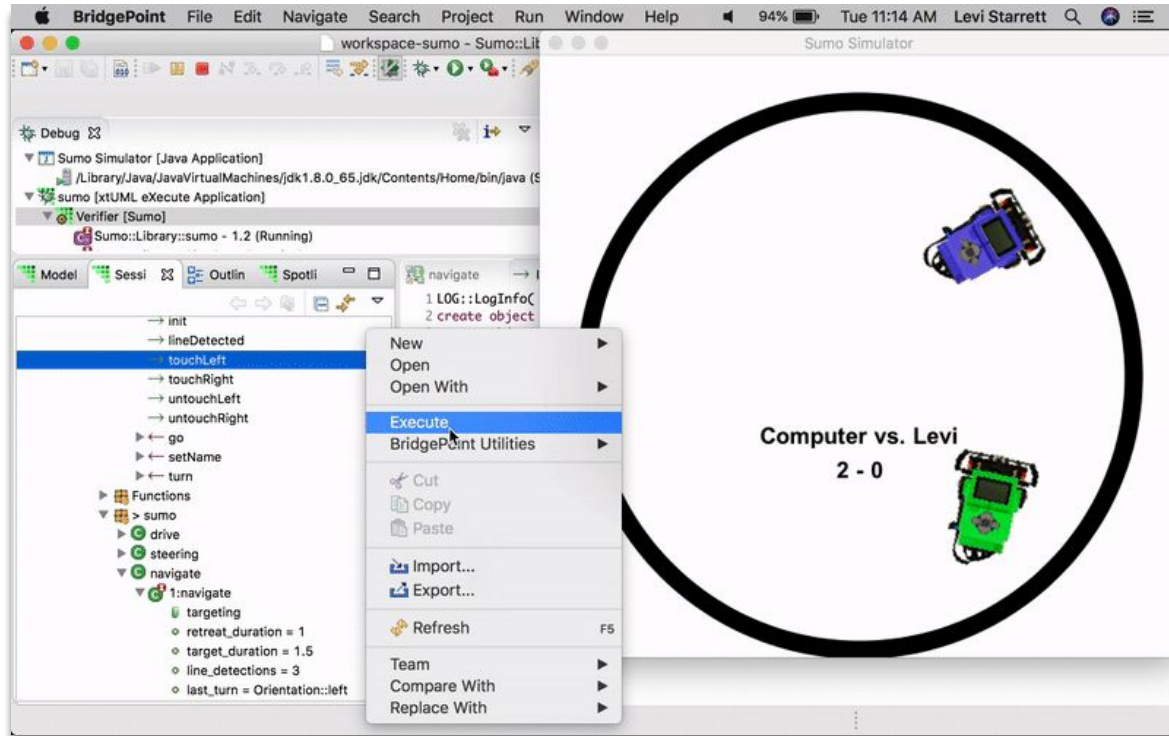 BridgePoint File Edit Navigate Search Project Run Window Help 94% Tue 11:14 AM Levi Starrett
workspace-sumo - Sumo::Lit
Sumo Simulator
Debug
Sumo Simulator [Java Application]
/Library/Java/JavaVirtualMachines/jdk1.8.0_65.jdk/Contents/Home/bin/java (S
sumo [xtUML eXecute Application]
Verifier [Sumo]
Sumo::Library::sumo - 1.2 (Running)
Model Sessi Outlin Spotli
navigate
1 LOG::LogInfo(
2 create object
init
lineDetected
touchLeft
touchRight
untouchLeft
untouchRight
go
setName
turn
Functions
> sumo
drive
steering
navigate
1:navigate
targeting
retreat_duration = 1
target_duration = 1.5
line_detections = 3
last_turn = Orientation::left
New
Open
Open With
Execute
BridgePoint Utilities
Cut
Copy
Paste
Import...
Export...
Refresh F5
Team
Compare With
Replace With
Computer vs. Levi
2 - 0